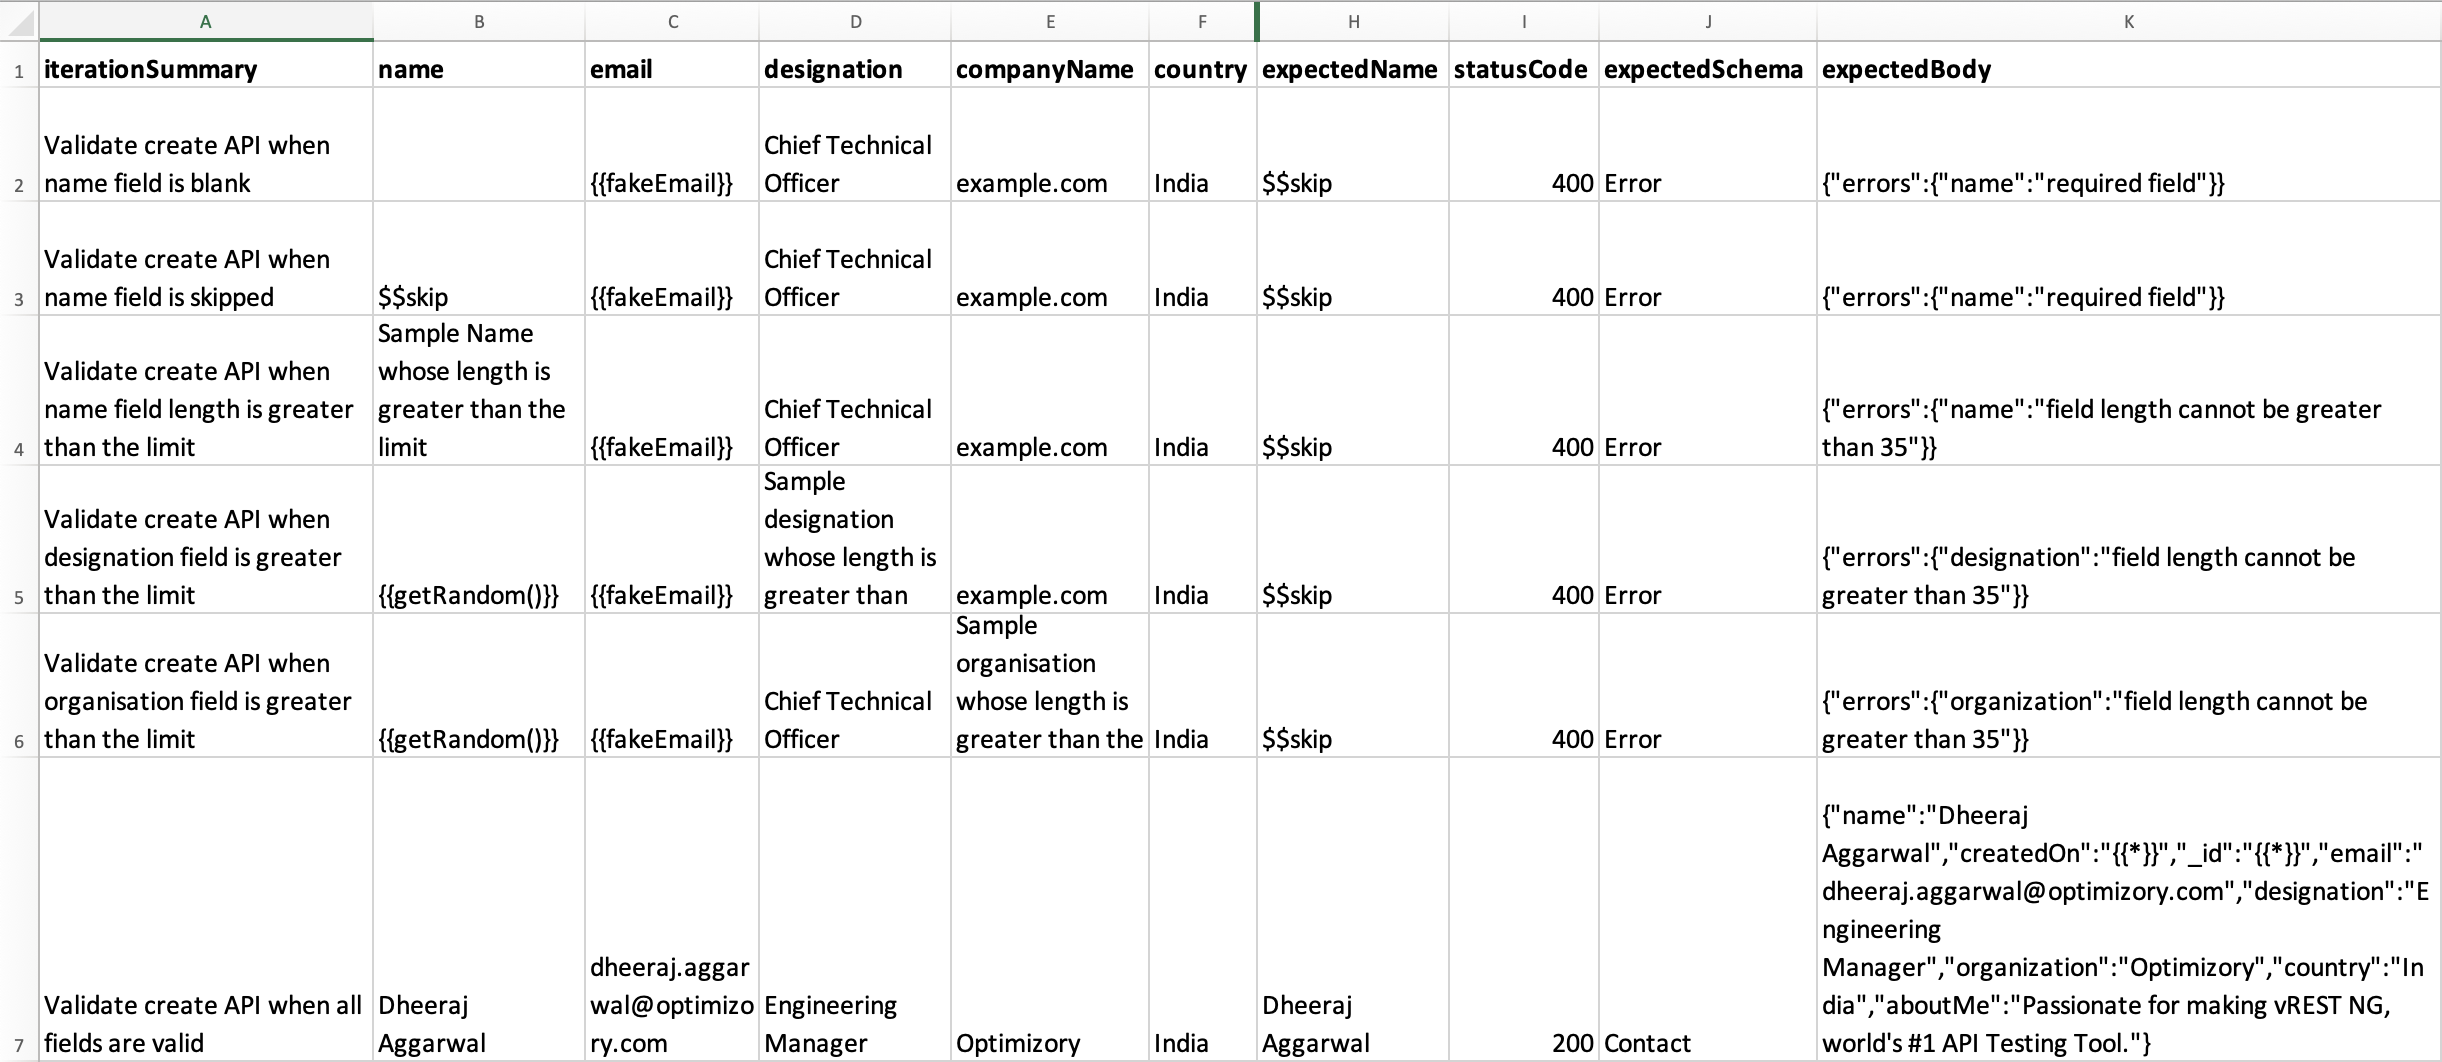 A B C D E F H I J K
1 iterationSummary name email designation companyName country expectedName statusCode expectedSchema expectedBody
Validate create API when
name field is blank
2
{{fakeEmail}}
Chief Technical
Officer
example.com
India
$$skip
400
Error
{"errors":{"name":"required field"}}
Validate create API when
name field is skipped
3
$$skip
{{fakeEmail}}
Chief Technical
Officer
example.com
India
$$skip
400
Error
{"errors":{"name":"required field"}}
Validate create API when
name field length is greater
than the limit
4
Sample Name
whose length is
greater than the
limit
{{fakeEmail}}
Chief Technical
Officer
example.com
India
$$skip
400
Error
{"errors":{"name":"field length cannot be greater
than 35"}}
Validate create API when
designation field is greater
than the limit
5
{{getRandom()}}
{{fakeEmail}}
Sample
designation
whose length is
greater than
example.com
India
$$skip
400
Error
{"errors":{"designation":"field length cannot be
greater than 35"}}
Validate create API when
organisation field is greater
than the limit
6
{{getRandom()}}
{{fakeEmail}}
Chief Technical
Officer
Sample
organisation
whose length is
greater than the
India
$$skip
400
Error
{"errors":{"organization":"field length cannot be
greater than 35"}}
Validate create API when all
fields are valid
7
Dheeraj
Aggarwal
dheeraj.aggar
wal@optimizo
ry.com
Engineering
Manager
Optimizory
India
Dheeraj
Aggarwal
200
Contact
{"name":"Dheeraj
Aggarwal","createdOn":"{{*}}","_id":"{{*}}","email":"
dheeraj.aggarwal@optimizory.com","designation":"E
ngineering
Manager","organization":"Optimizory","country":"In
dia","aboutMe":"Passionate for making vREST NG,
world's #1 API Testing Tool."}